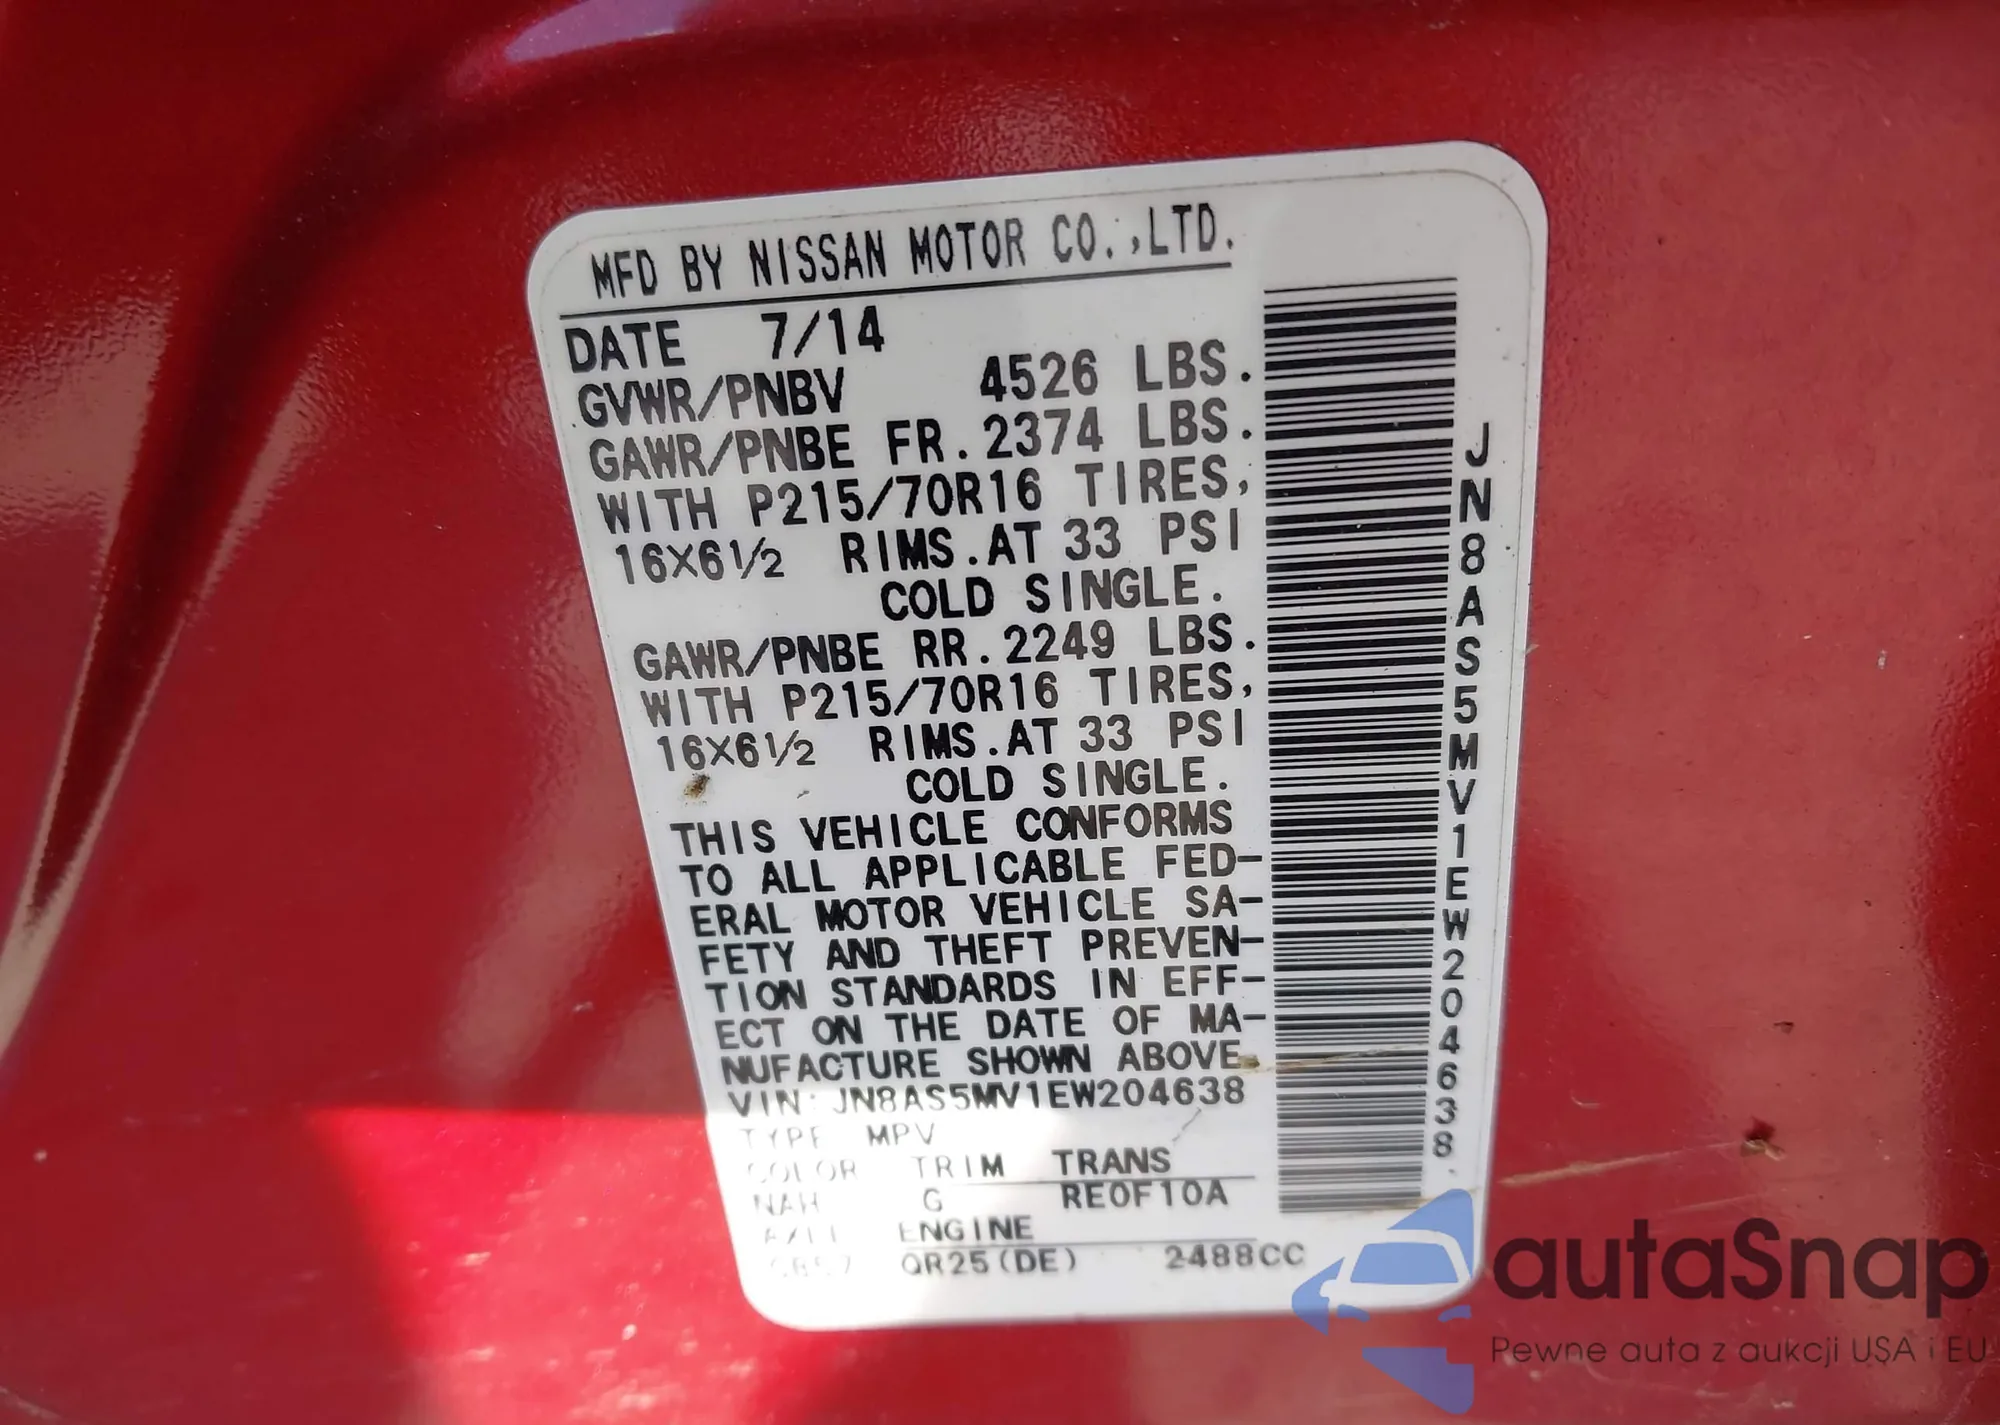 MFD BY NISSAN MOTOR CO.,LTD.
DATE 7/14
GVWR/PNBV 4526 LBS.
GAWR/PNBE FR. 2374 LBS.
WITH P215/70R16 TIRES,
16X6½ RIMS. AT 33 PSI
COLD SINGLE.
GAWR/PNBE RR. 2249 LBS.
WITH P215/70R16 TIRES,
16X6½ RIMS. AT 33 PSI
COLD SINGLE.
THIS VEHICLE CONFORMS
TO ALL APPLICABLE FED-
ERAL MOTOR VEHICLE SA-
FETY AND THEFT PREVEN-
TION STANDARDS IN EFF-
ECT ON THE DATE OF MA-
NUFACTURE SHOWN ABOVE.
VIN: JN8AS5MV1EW204638
TYPE MPV
COLOR TRIM TRANS
NAH G RE0F10A
AXLE ENGINE
QR25(DE) 2488CC
JN8AS5MV1EW204638
autaSnap
Pewne auta z aukcji USA i EU